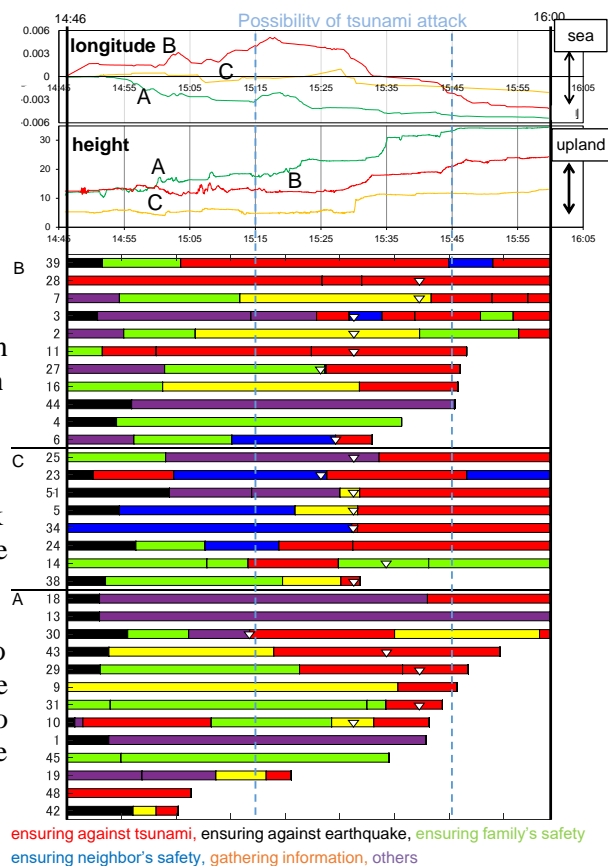 14:46 Possibility of tsunami attack 16:00
0.006
longitude B
sea
0.003
C
0
14:45 14:55 15:05 15:15 15:25 15:35 15:45 15:55 16:05
A
-0.003
-0.006
height
30
upland
A
20
B
10
C
0
14:45 14:55 15:05 15:15 15:25 15:35 15:45 15:55 16:05
B 39
28
7
3
2
11
27
16
44
4
6
C 25
23
51
5
34
24
14
38
A 18
13
30
43
29
9
31
10
1
45
19
48
42
ensuring against tsunami, ensuring against earthquake, ensuring family's safety
ensuring neighbor's safety, gathering information, others